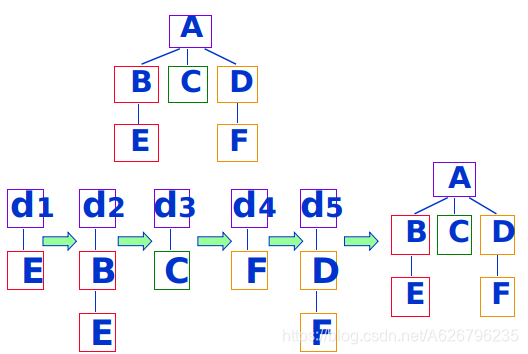 A
B C D
E F
d1 d2 d3 d4 d5
E B C F D
E F
A
B C D
E F
https://blog.csdn.net/A626796235